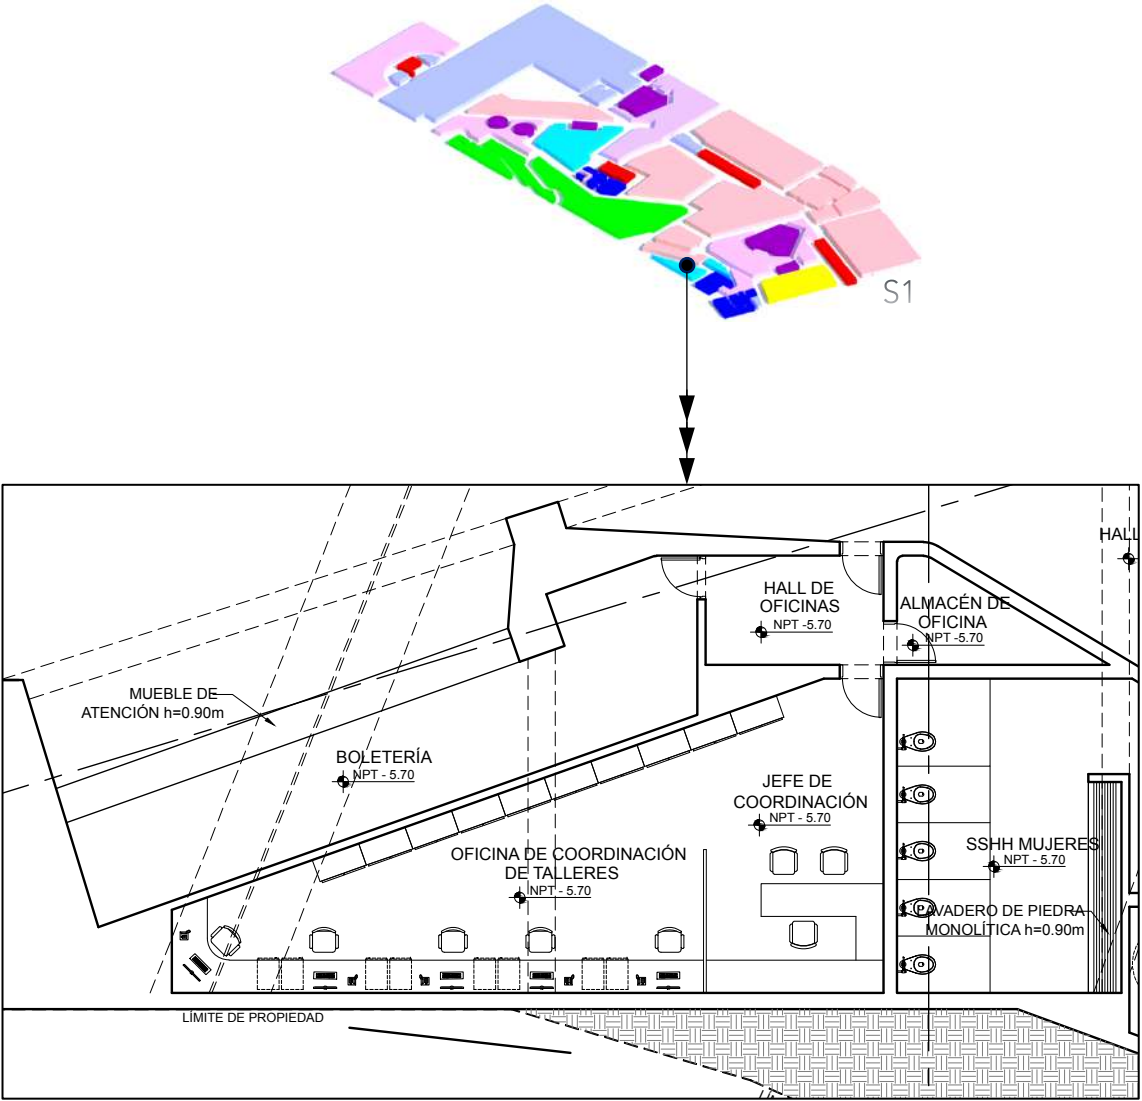 S1
HALL
HALL DE
OFICINAS
NPT -5.70
ALMACÉN DE
OFICINA
NPT -5.70
MUEBLE DE
ATENCIÓN h=0.90m
BOLETERÍA
NPT - 5.70
JEFE DE
COORDINACIÓN
NPT - 5.70
OFICINA DE COORDINACIÓN
DE TALLERES
NPT - 5.70
SSHH MUJERES
NPT - 5.70
LAVADERO DE PIEDRA
MONOLÍTICA h=0.90m
LÍMITE DE PROPIEDAD